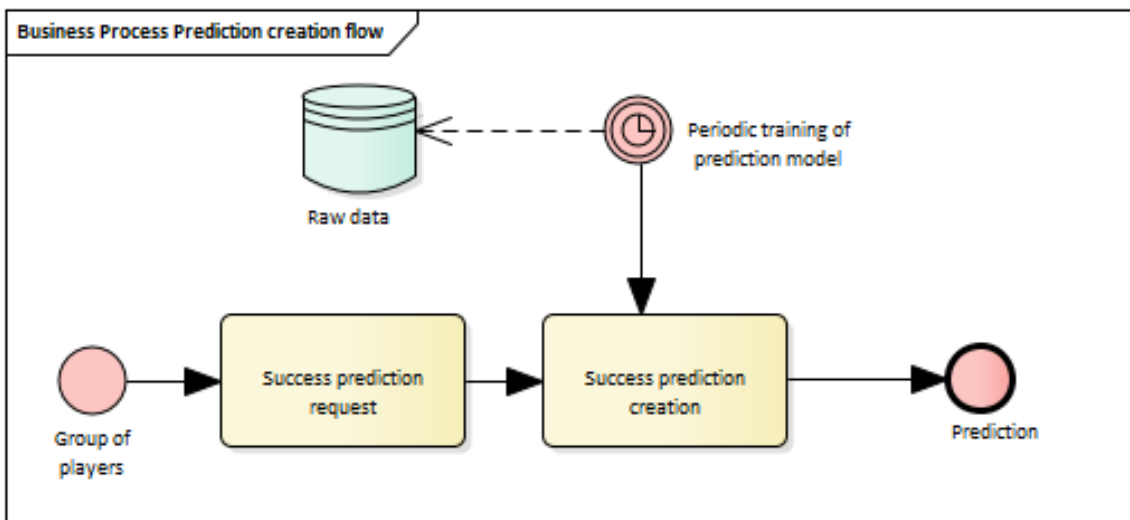 Business Process Prediction creation flow
Periodic training of
prediction model
Raw data
Success prediction
request
Success prediction
creation
Group of
players
Prediction